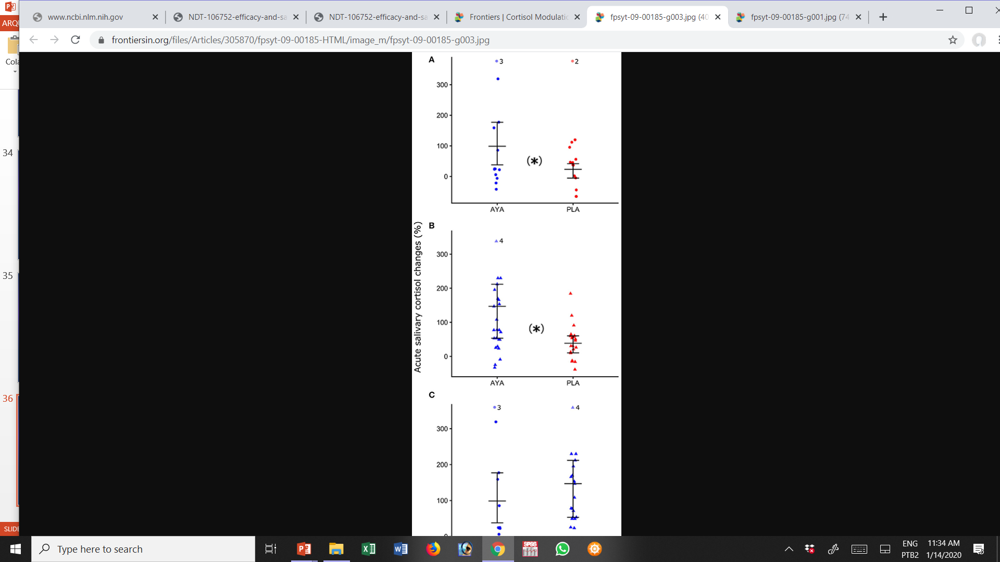 www.ncbi.nlm.nih.gov
NDT-106752-efficacy-and-sa
NDT-106752-efficacy-and-sa
Frontiers | Cortisol Modulatio
fpsyt-09-00185-g003.jpg (40
fpsyt-09-00185-g001.jpg (74
frontiersin.org/files/Articles/305870/fpsyt-09-00185-HTML/image_m/fpsyt-09-00185-g003.jpg
ARQU
Cola
34
35
36
SLIDE
Acute salivary cortisol changes (%)
A
3
2
300
200
100
0
(*)
AYA
PLA
B
4
300
200
100
0
(*)
AYA
PLA
C
3
4
300
200
100
0
Type here to search
SPSS
ENG
PTB2
11:34 AM
1/14/2020